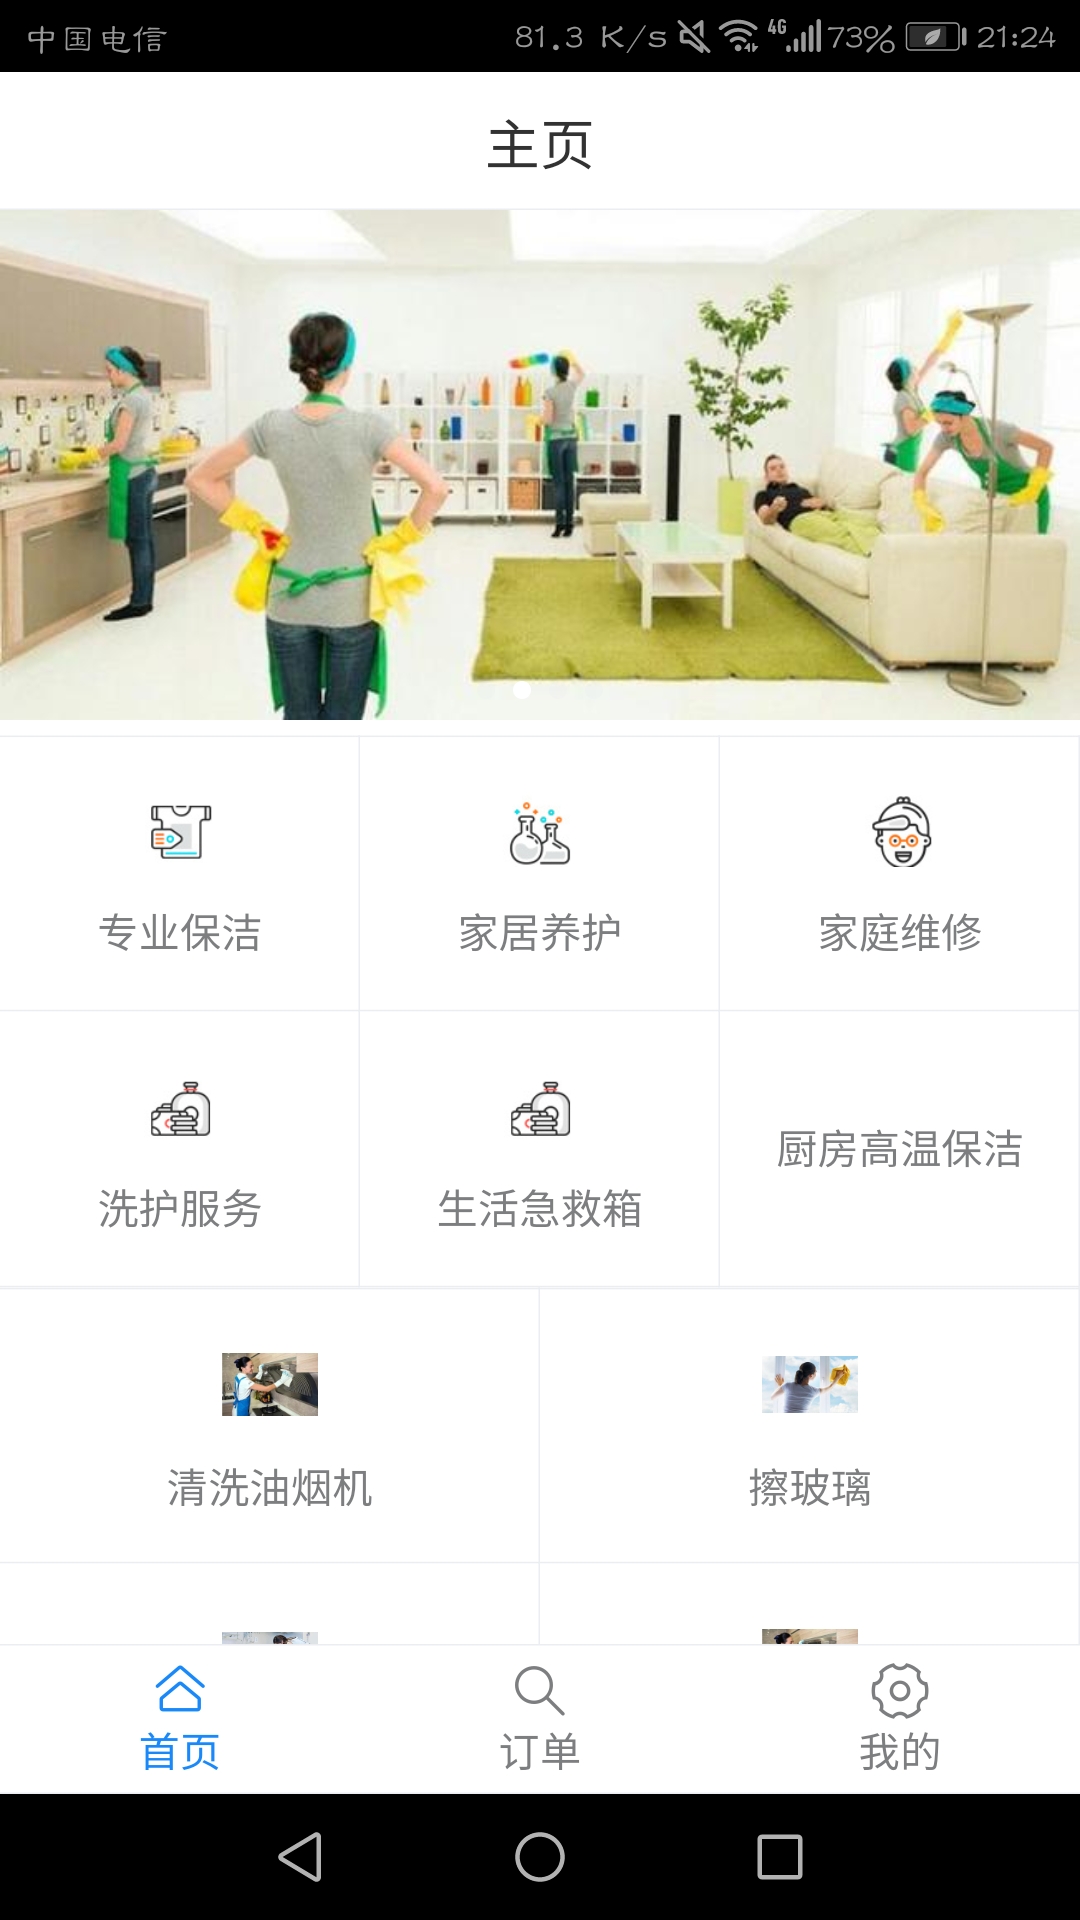 中国电信 81.3 K/s 4G 73% 21:24
主页
专业保洁 家居养护 家庭维修
洗护服务 生活急救箱 厨房高温保洁
清洗油烟机 擦玻璃
首页 订单 我的